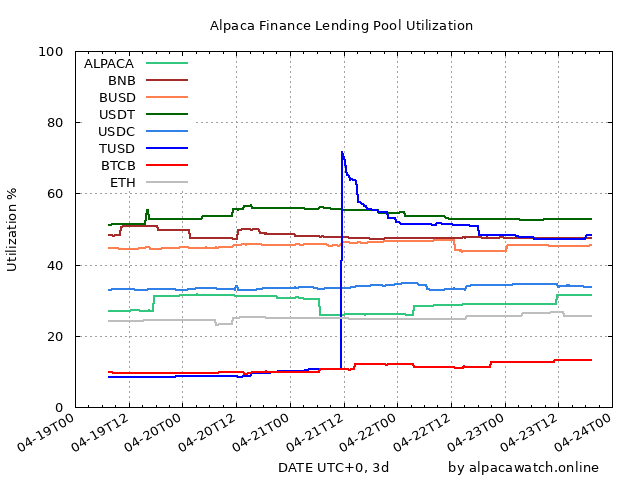 Alpaca Finance Lending Pool Utilization
100
80
60
40
20
0
Utilization %
ALPACA
BNB
BUSD
USDT
USDC
TUSD
BTCB
ETH
04-19T00
04-19T12
04-20T00
04-20T12
04-21T00
04-21T12
04-22T00
04-22T12
04-23T00
04-23T12
04-24T00
DATE UTC+0, 3d
by alpacawatch.online